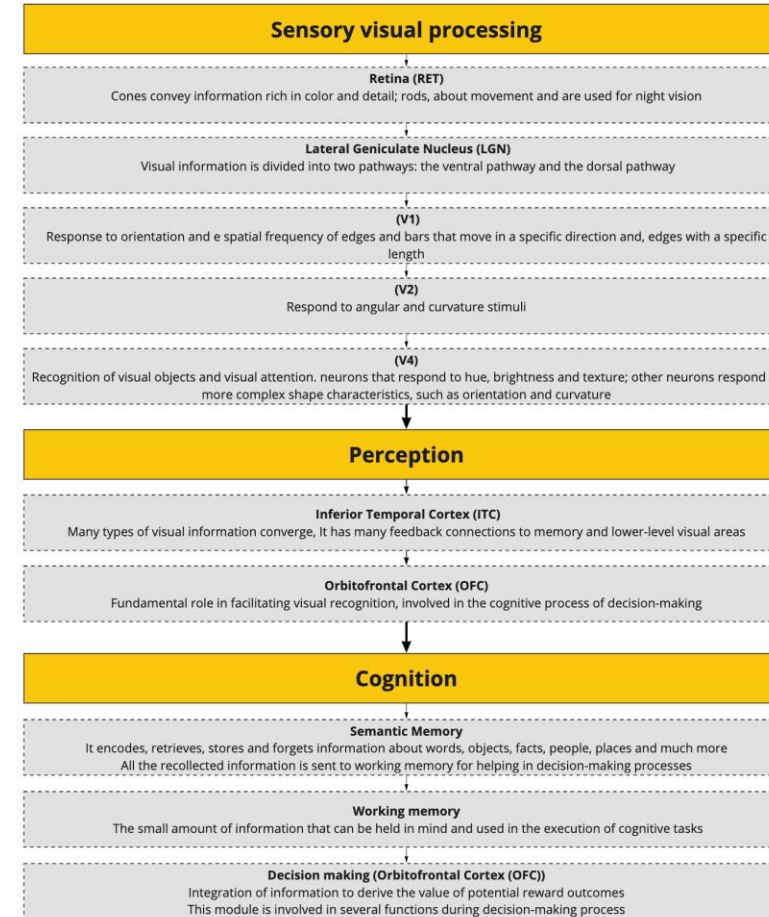 Sensory visual processing
Retina (RET)
Cones convey information rich in color and detail; rods, about movement and are used for night vision
Lateral Geniculate Nucleus (LGN)
Visual information is divided into two pathways: the ventral pathway and the dorsal pathway
(V1)
Response to orientation and e spatial frequency of edges and bars that move in a specific direction and, edges with a specific
length
(V2)
Respond to angular and curvature stimuli
(V4)
Recognition of visual objects and visual attention. neurons that respond to hue, brightness and texture; other neurons respond
more complex shape characteristics, such as orientation and curvature
Perception
Inferior Temporal Cortex (ITC)
Many types of visual information converge, It has many feedback connections to memory and lower-level visual areas
Orbitofrontal Cortex (OFC)
Fundamental role in facilitating visual recognition, involved in the cognitive process of decision-making
Cognition
Semantic Memory
It encodes, retrieves, stores and forgets information about words, objects, facts, people, places and much more
All the recollected information is sent to working memory for helping in decision-making processes
Working memory
The small amount of information that can be held in mind and used in the execution of cognitive tasks
Decision making (Orbitofrontal Cortex (OFC))
Integration of information to derive the value of potential reward outcomes
This module is involved in several functions during decision-making process